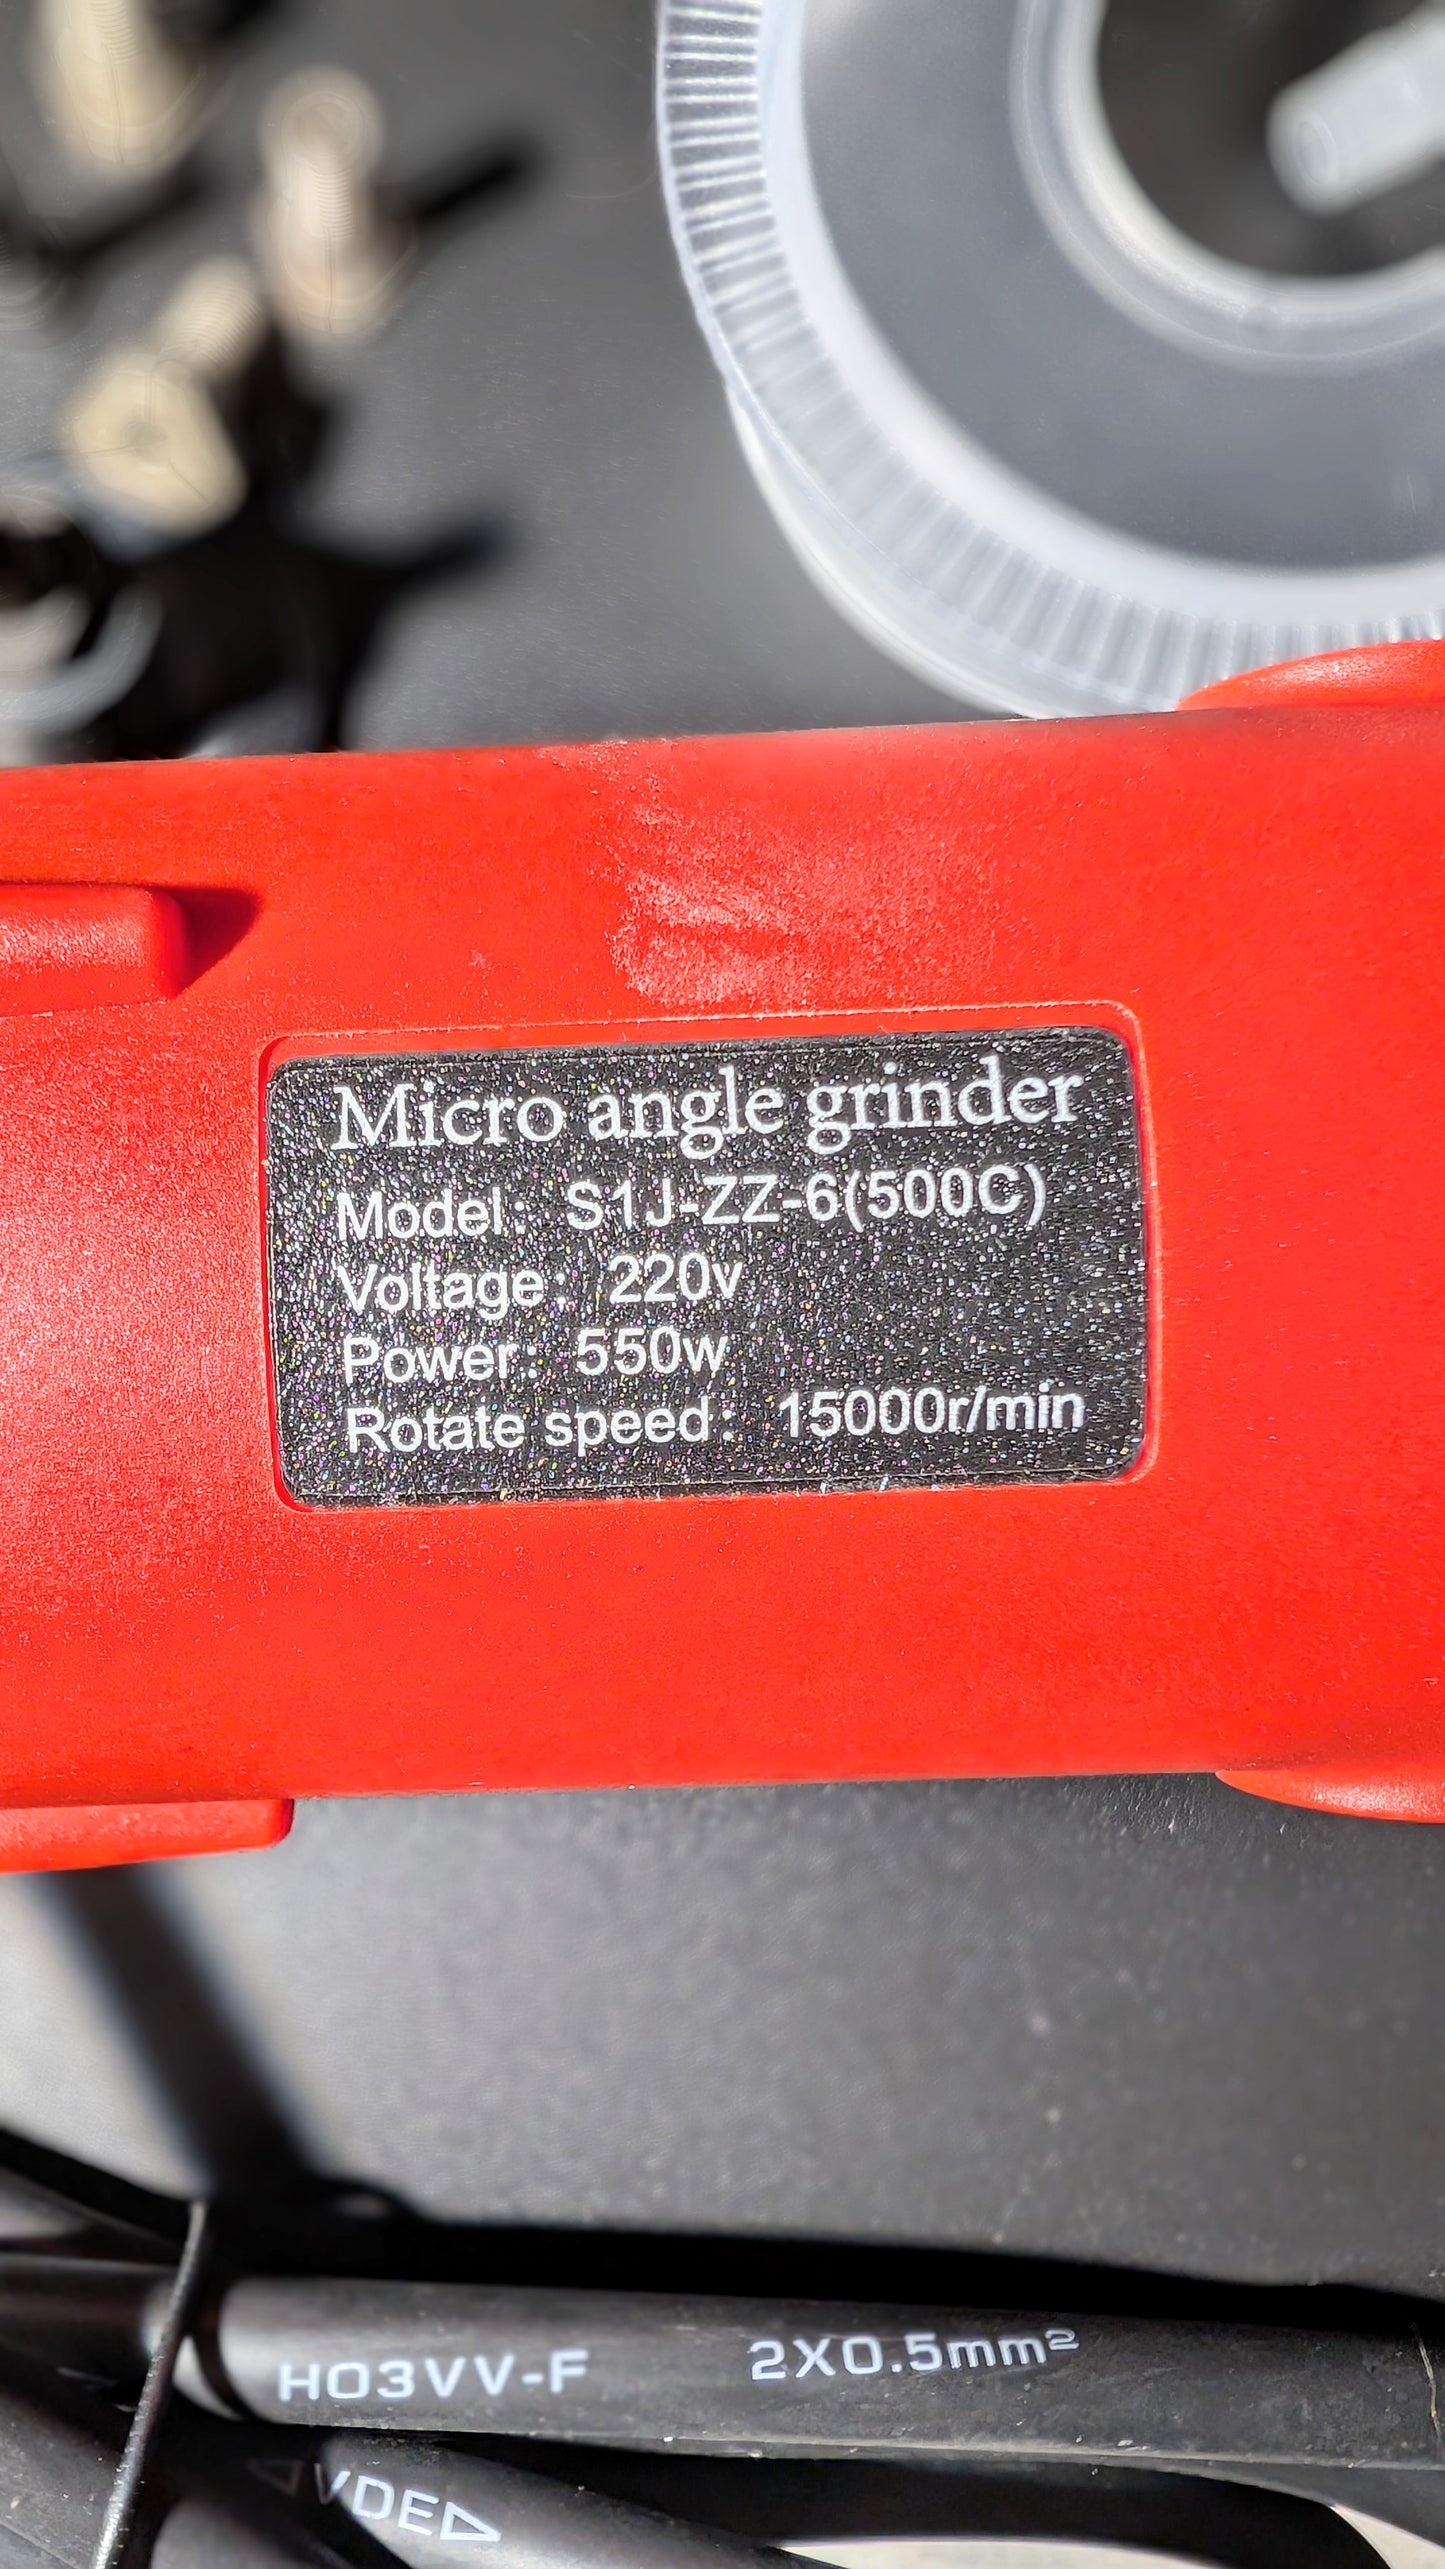 Micro angle grinder
Model: S1J-ZZ-6(500C)
Voltage: 220v
Power: 550w
Rotate speed: 15000r/min
H03VV-F 2X0.5mm²
◁VDE▷